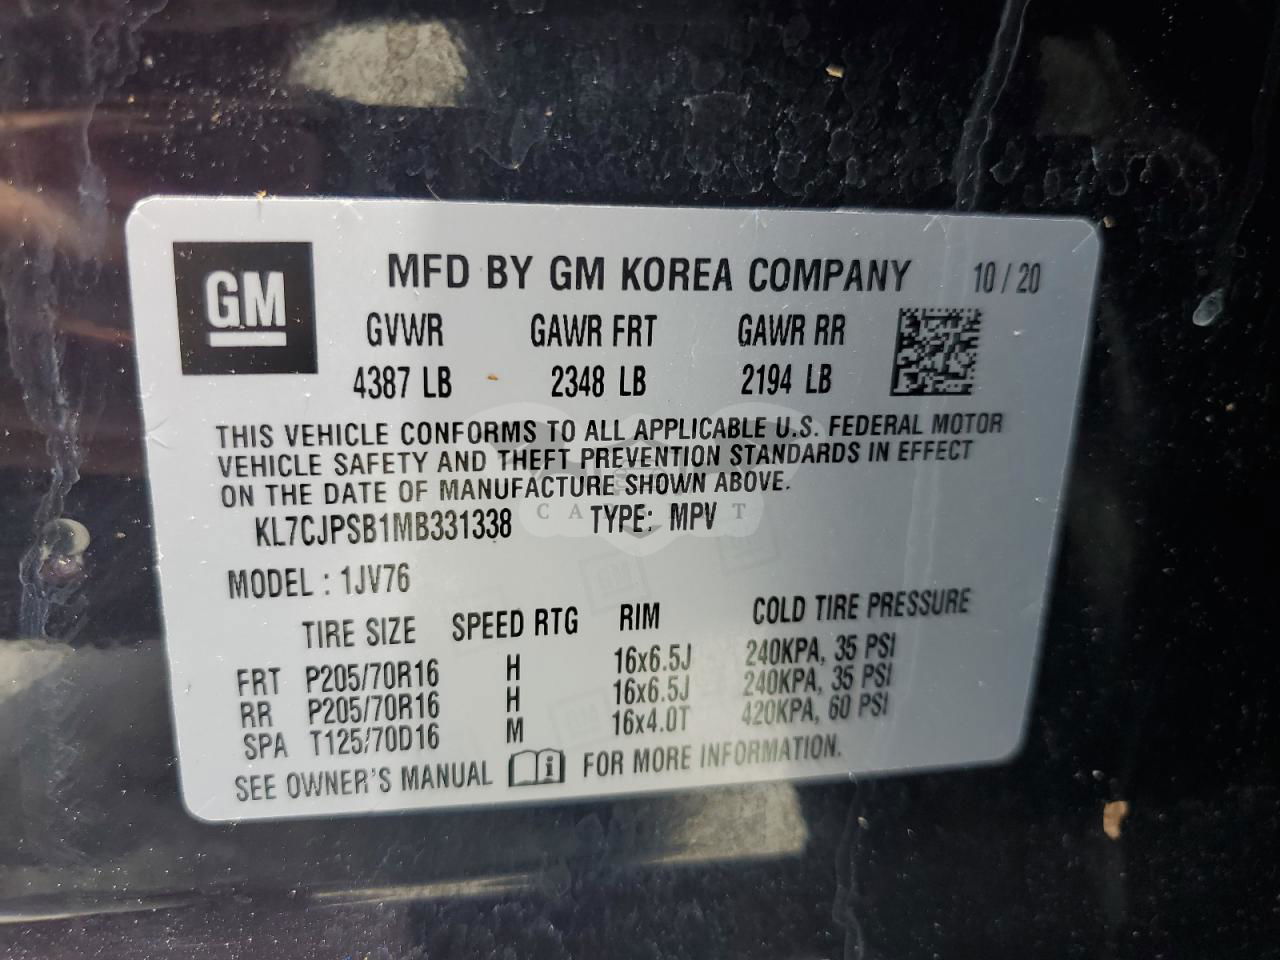 GM
MFD BY GM KOREA COMPANY 10/20
GVWR GAWR FRT GAWR RR
4387 LB 2348 LB 2194 LB
THIS VEHICLE CONFORMS TO ALL APPLICABLE U.S. FEDERAL MOTOR
VEHICLE SAFETY AND THEFT PREVENTION STANDARDS IN EFFECT
ON THE DATE OF MANUFACTURE SHOWN ABOVE.
KL7CJPSB1MB331338 TYPE: MPV
MODEL : 1JV76
TIRE SIZE SPEED RTG RIM COLD TIRE PRESSURE
FRT P205/70R16 H 16x6.5J 240KPA, 35 PSI
RR P205/70R16 H 16x6.5J 240KPA, 35 PSI
SPA T125/70D16 M 16x4.0T 420KPA, 60 PSI
SEE OWNER'S MANUAL i FOR MORE INFORMATION.